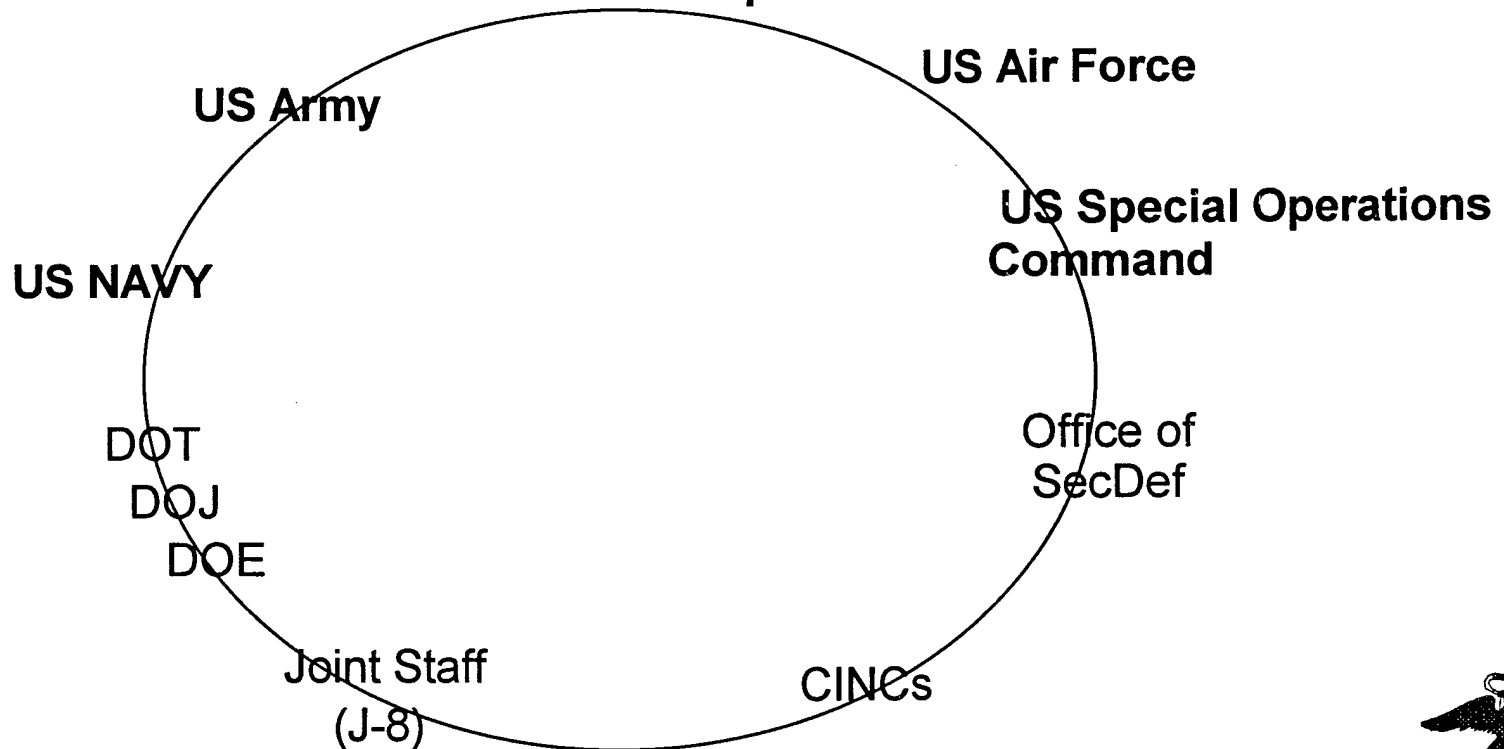 US Air Force
US Army
US Special Operations
Command
US NAVY
DOT
Office of
SecDef
DOJ
DOE
Joint Staff
(J-8)
CINCs